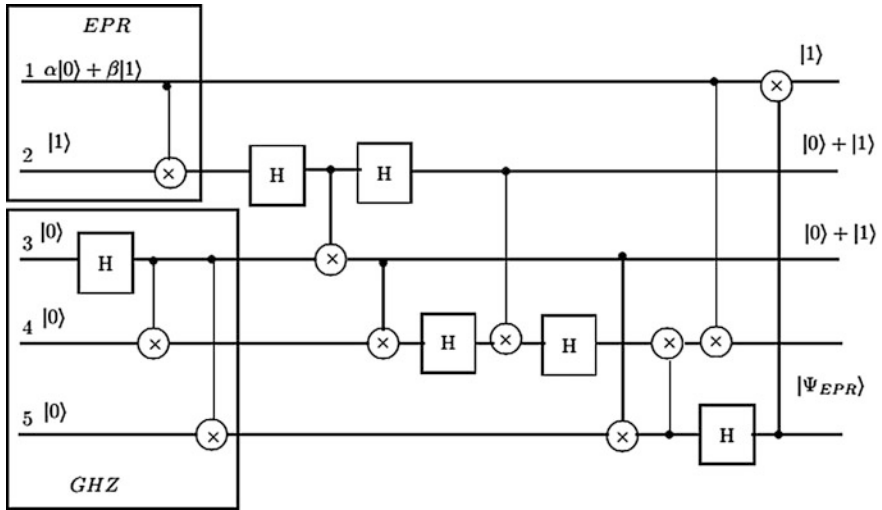 EPR
1 α|0⟩ + β|1⟩
|1⟩
2 |1⟩
H H
|0⟩ + |1⟩
3 |0⟩
H
|0⟩ + |1⟩
4 |0⟩
H H
5 |0⟩
H
|Ψ_EPR⟩
GHZ